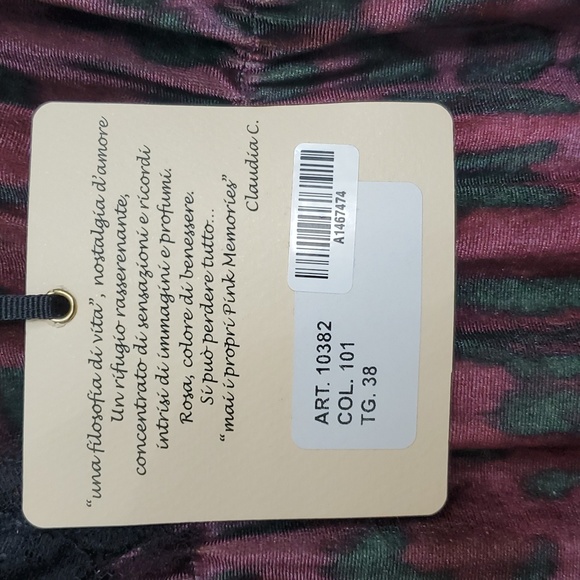 “una filosofia di vita”, nostalgia d'amore
Un rifugio rasserenante,
concentrato di sensazioni e ricordi
intrisi di immagini e profumi.
Rosa, colore di benessere.
Si può perdere tutto...
“mai i propri Pink Memories”
Claudia C.
A1467474
ART. 10382
COL. 101
TG. 38